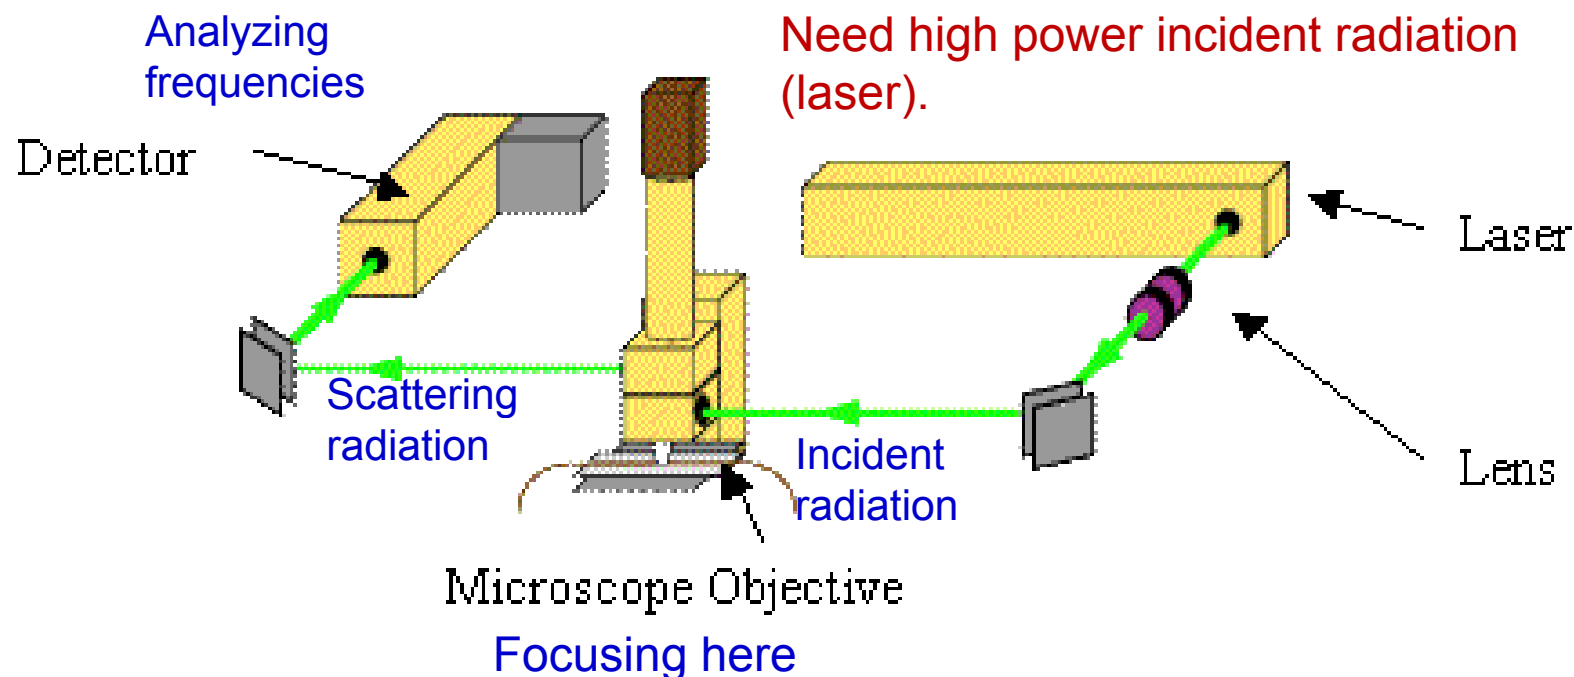 Analyzing
frequencies
Need high power incident radiation
(laser).
Detector
Laser
Scattering
radiation
Incident
radiation
Lens
Microscope Objective
Focusing here